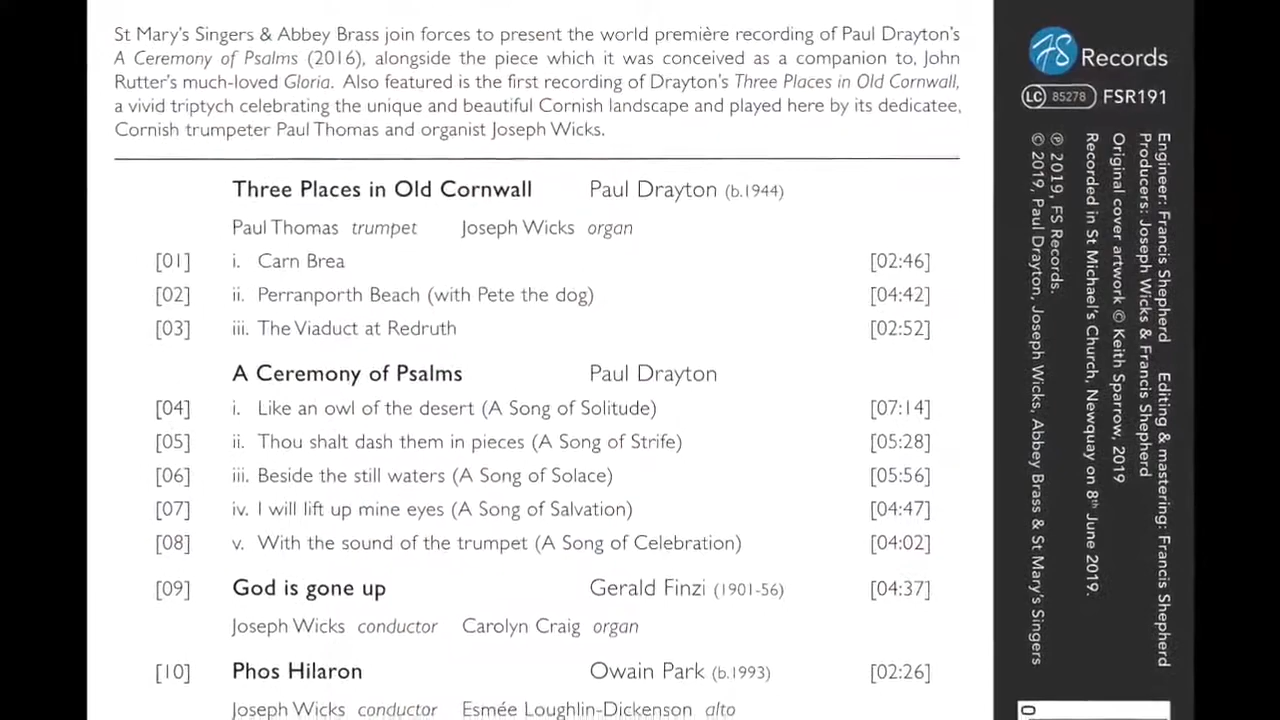 St Mary's Singers & Abbey Brass join forces to present the world première recording of Paul Drayton's
A Ceremony of Psalms (2016), alongside the piece which it was conceived as a companion to, John
Rutter's much-loved Gloria. Also featured is the first recording of Drayton's Three Places in Old Cornwall,
a vivid triptych celebrating the unique and beautiful Cornish landscape and played here by its dedicatee,
Cornish trumpeter Paul Thomas and organist Joseph Wicks.
Three Places in Old Cornwall Paul Drayton (b.1944)
Paul Thomas trumpet Joseph Wicks organ
[01] i. Carn Brea [02:46]
[02] ii. Perranporth Beach (with Pete the dog) [04:42]
[03] iii. The Viaduct at Redruth [02:52]
A Ceremony of Psalms Paul Drayton
[04] i. Like an owl of the desert (A Song of Solitude) [07:14]
[05] ii. Thou shalt dash them in pieces (A Song of Strife) [05:28]
[06] iii. Beside the still waters (A Song of Solace) [05:56]
[07] iv. I will lift up mine eyes (A Song of Salvation) [04:47]
[08] v. With the sound of the trumpet (A Song of Celebration) [04:02]
[09] God is gone up Gerald Finzi (1901-56) [04:37]
Joseph Wicks conductor Carolyn Craig organ
[10] Phos Hilaron Owain Park (b.1993) [02:26]
Joseph Wicks conductor Esmée Loughlin-Dickenson alto
FS Records
LC 85278 FSR191
Engineer: Francis Shepherd Editing & mastering: Francis Shepherd
Producers: Joseph Wicks & Francis Shepherd
Original cover artwork © Keith Sparrow, 2019
Recorded in St Michael's Church, Newquay on 8th June 2019.
℗ 2019, FS Records.
© 2019, Paul Drayton, Joseph Wicks, Abbey Brass & St Mary's Singers
0